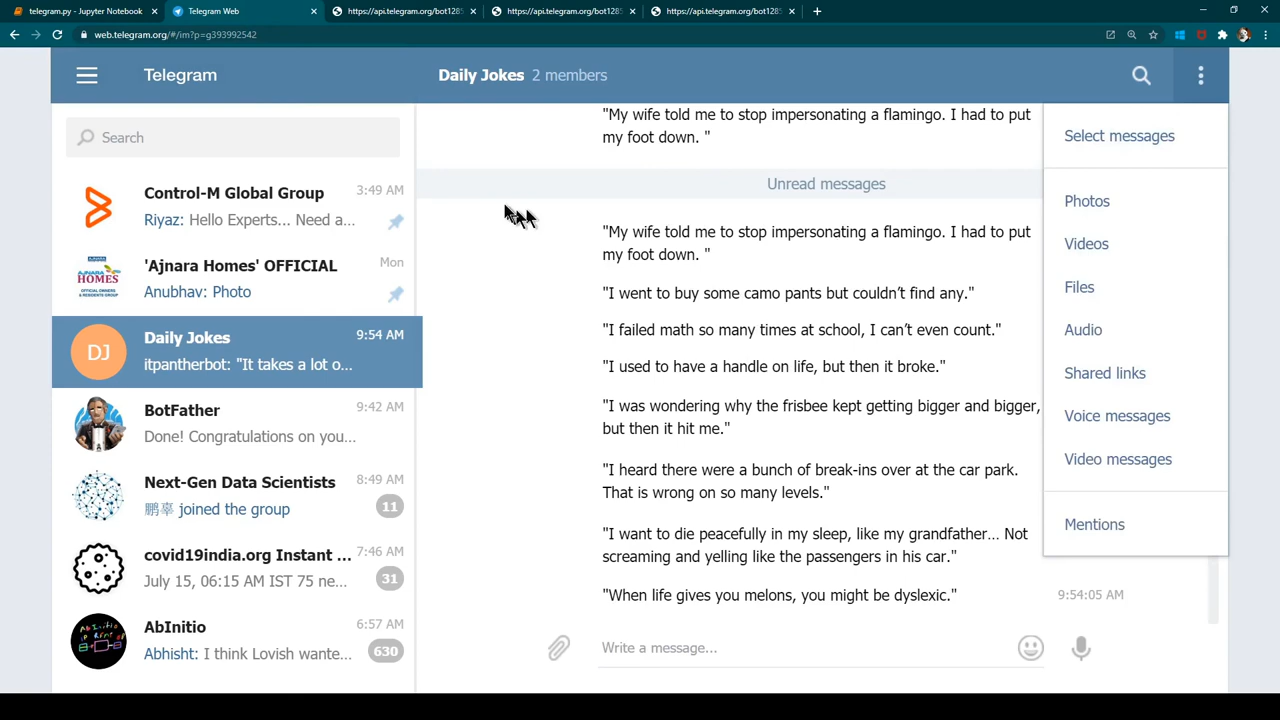 telegram.py - Jupyter Notebook
Telegram Web
https://api.telegram.org/bot1285
https://api.telegram.org/bot1285
https://api.telegram.org/bot1285
web.telegram.org/#/im?p=g393992542
Telegram
Daily Jokes 2 members
Search
Control-M Global Group 3:49 AM
Riyaz: Hello Experts... Need a...
'Ajnara Homes' OFFICIAL Mon
Anubhav: Photo
AJNARA
HOMES
DJ
Daily Jokes 9:54 AM
itpantherbot: "It takes a lot o...
BotFather 9:42 AM
Done! Congratulations on you...
Next-Gen Data Scientists 8:49 AM
鹏辜 joined the group 11
covid19india.org Instant ... 7:46 AM
July 15, 06:15 AM IST 75 ne... 31
AbInitio 6:57 AM
Abhisht: I think Lovish wante... 630
"My wife told me to stop impersonating a flamingo. I had to put
my foot down. "
Unread messages
"My wife told me to stop impersonating a flamingo. I had to put
my foot down. "
"I went to buy some camo pants but couldn’t find any."
"I failed math so many times at school, I can’t even count."
"I used to have a handle on life, but then it broke."
"I was wondering why the frisbee kept getting bigger and bigger,
but then it hit me."
"I heard there were a bunch of break-ins over at the car park.
That is wrong on so many levels."
"I want to die peacefully in my sleep, like my grandfather… Not
screaming and yelling like the passengers in his car."
"When life gives you melons, you might be dyslexic." 9:54:05 AM
Write a message...
Select messages
Photos
Videos
Files
Audio
Shared links
Voice messages
Video messages
Mentions